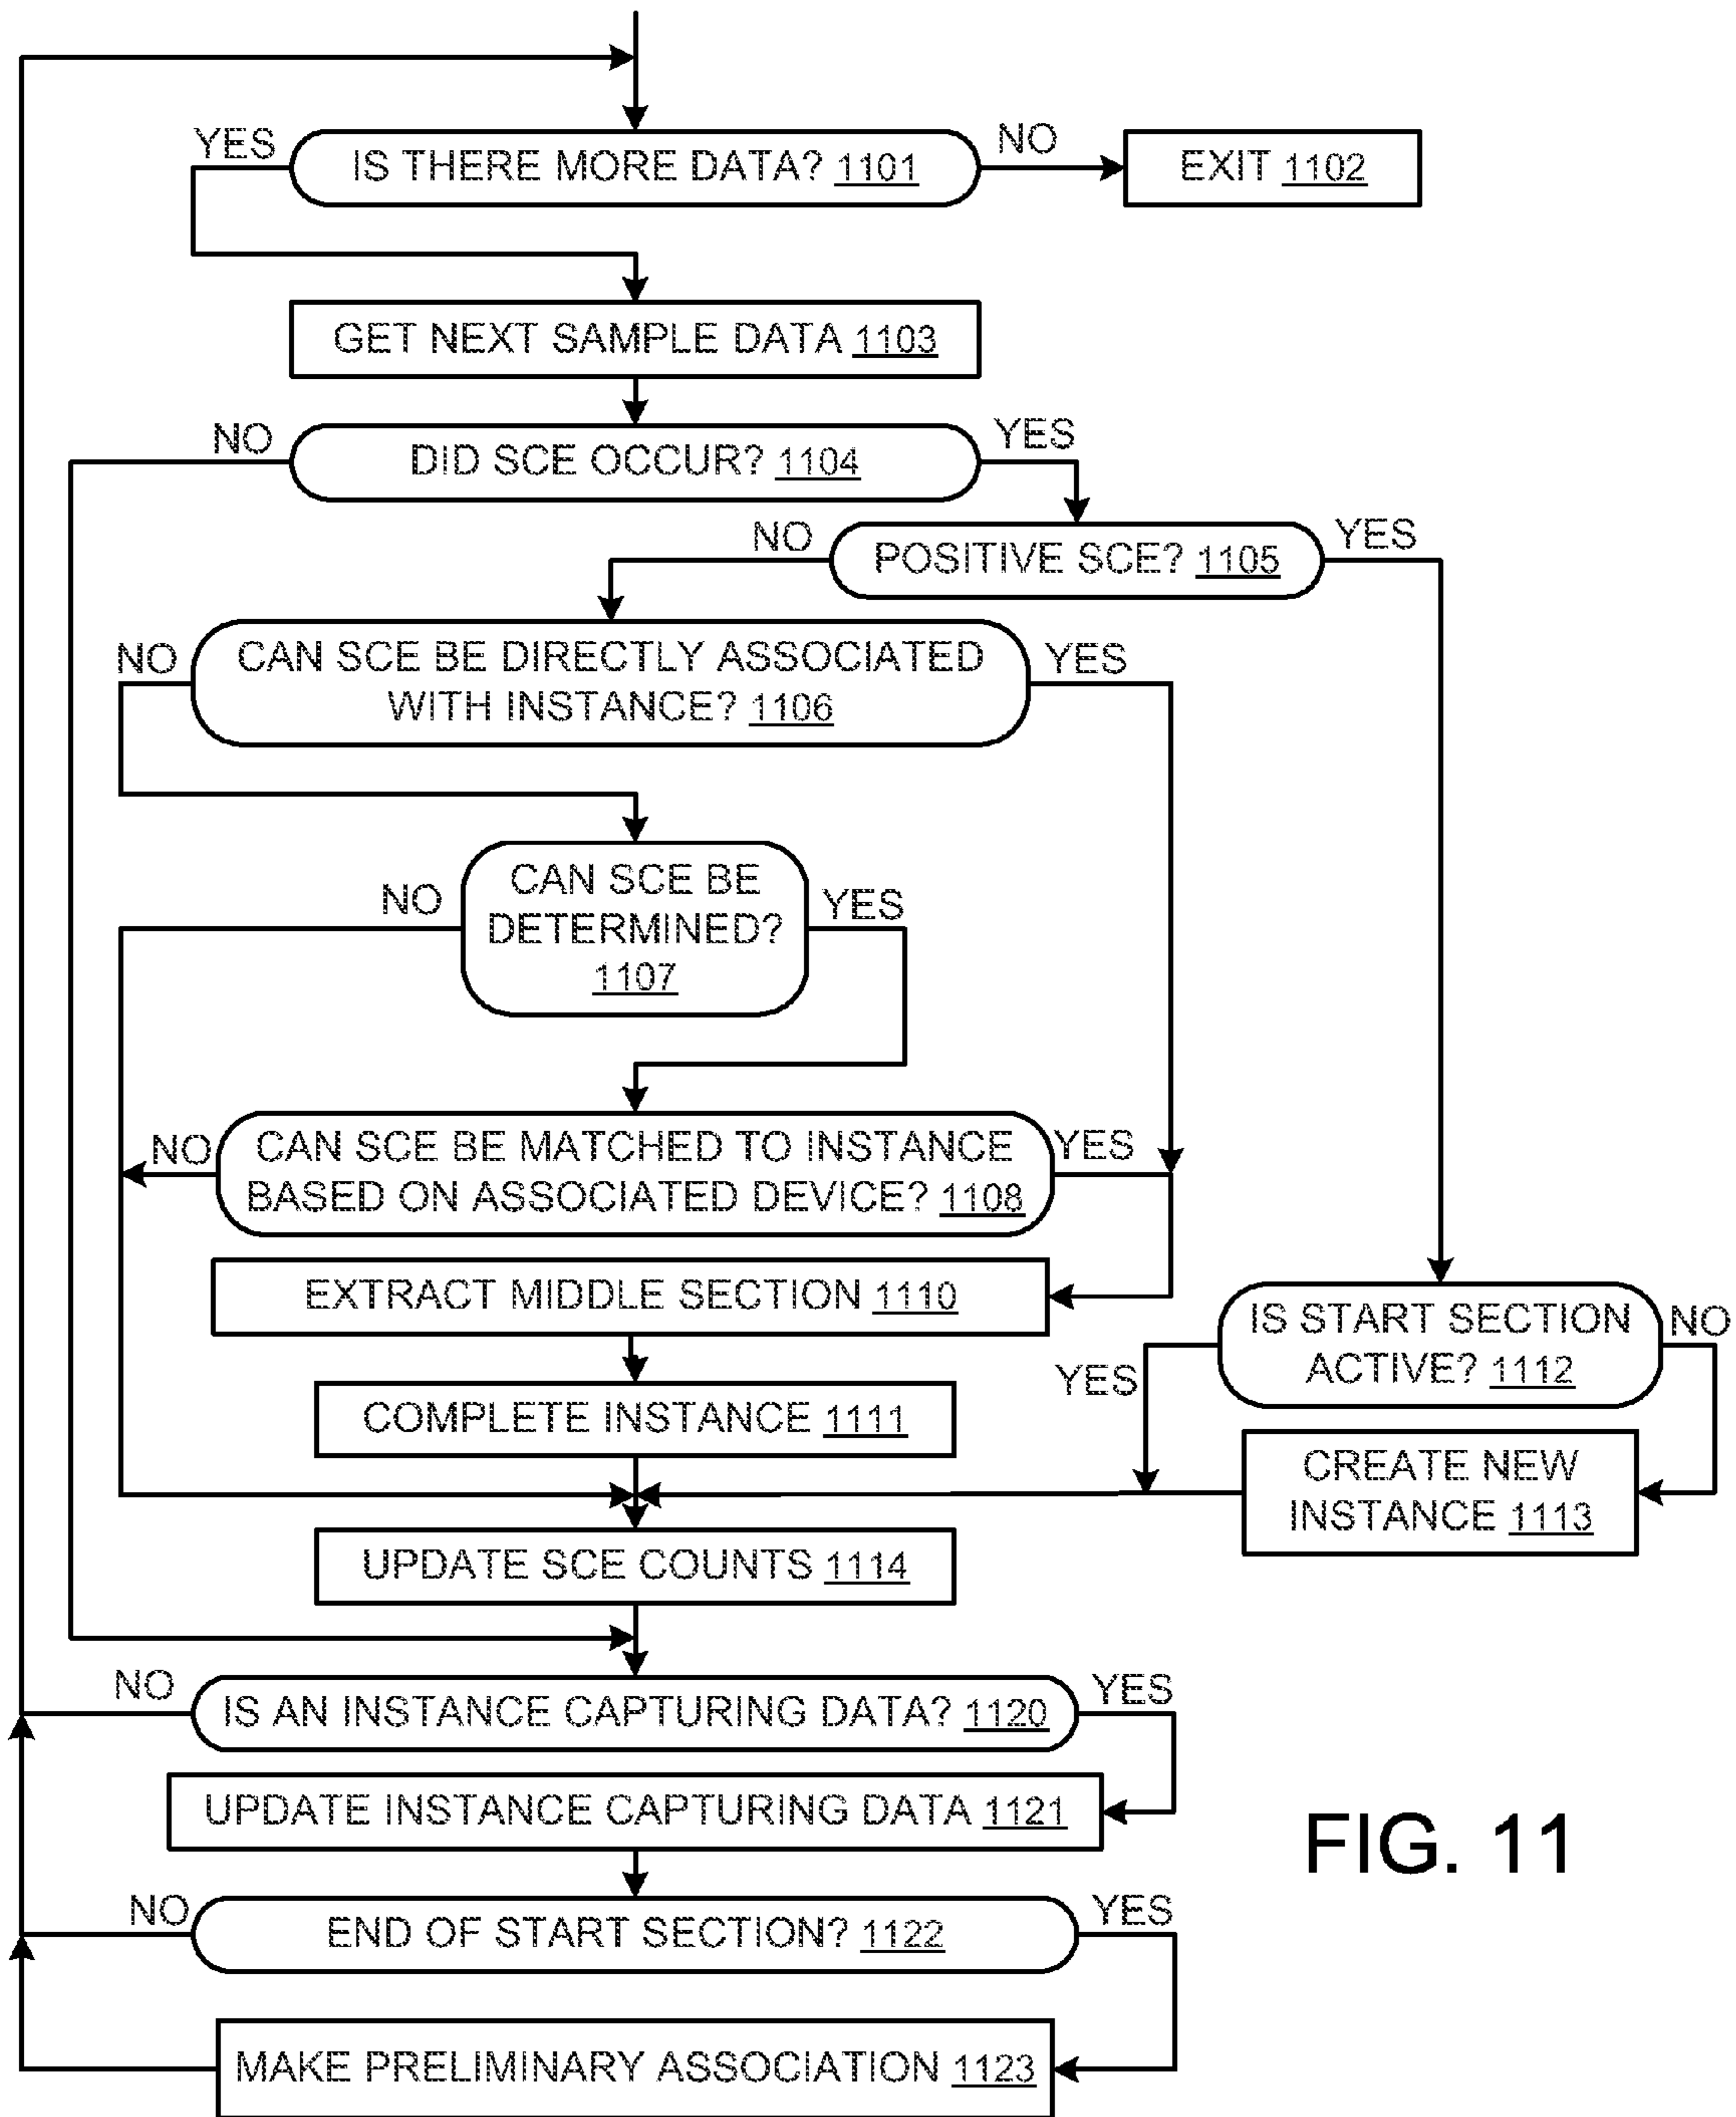 YES
IS THERE MORE DATA? 1101
NO
EXIT 1102
GET NEXT SAMPLE DATA 1103
NO
DID SCE OCCUR? 1104
YES
NO
POSITIVE SCE? 1105
YES
NO
CAN SCE BE DIRECTLY ASSOCIATED
WITH INSTANCE? 1106
YES
NO
CAN SCE BE
DETERMINED?
1107
YES
NO
CAN SCE BE MATCHED TO INSTANCE
BASED ON ASSOCIATED DEVICE? 1108
YES
EXTRACT MIDDLE SECTION 1110
IS START SECTION
ACTIVE? 1112
NO
YES
COMPLETE INSTANCE 1111
CREATE NEW
INSTANCE 1113
UPDATE SCE COUNTS 1114
NO
IS AN INSTANCE CAPTURING DATA? 1120
YES
UPDATE INSTANCE CAPTURING DATA 1121
FIG. 11
NO
END OF START SECTION? 1122
YES
MAKE PRELIMINARY ASSOCIATION 1123